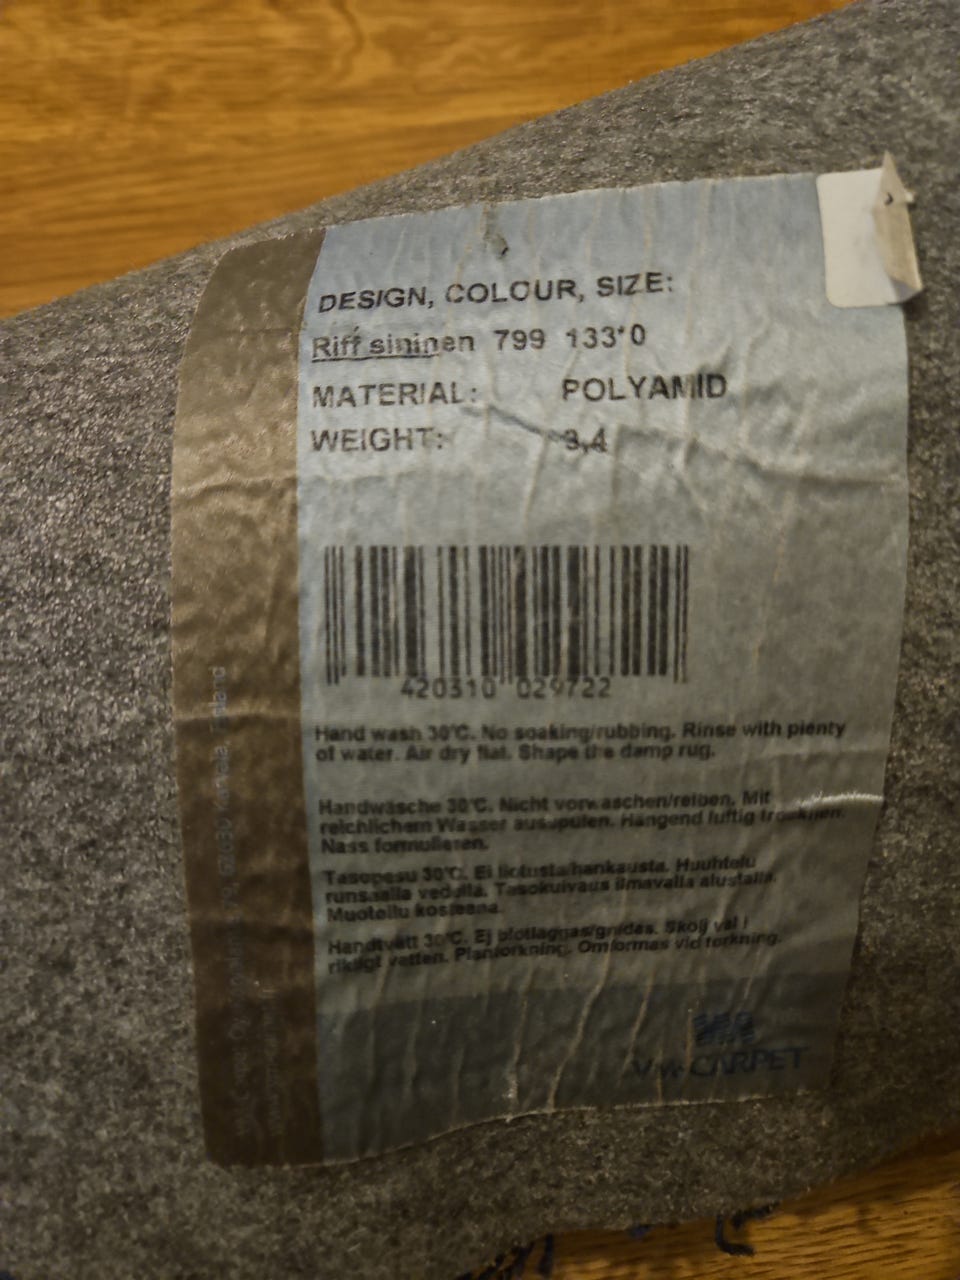 DESIGN, COLOUR, SIZE:
Riff sininen 799 133*0
MATERIAL: POLYAMID
WEIGHT: 3,4
420310 029722
Hand wash 30°C. No soaking/rubbing. Rinse with plenty
of water. Air dry flat. Shape the damp rug.
Handwäsche 30°C. Nicht vorwaschen/reiben. Mit
reichlichem Wasser ausspülen. Hängend luftig trocknen.
Nass formulieren.
Tasopesu 30°C. Ei liotusta/hankausta. Huuhtelu
runsaalla vedellä. Tasokuivaus ilmavalla alustalla.
Muotoilu kosteana.
Handtvätt 30°C. Ej blötläggas/gnidas. Skölj väl i
rikligt vatten. Plantorkning. Omformas vid torkning.
VM-CARPET